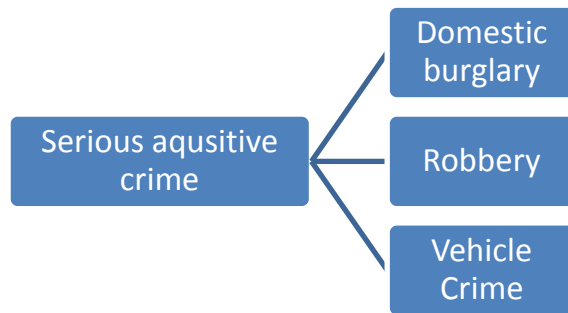 Serious aqusitive
crime
Domestic
burglary
Robbery
Vehicle
Crime